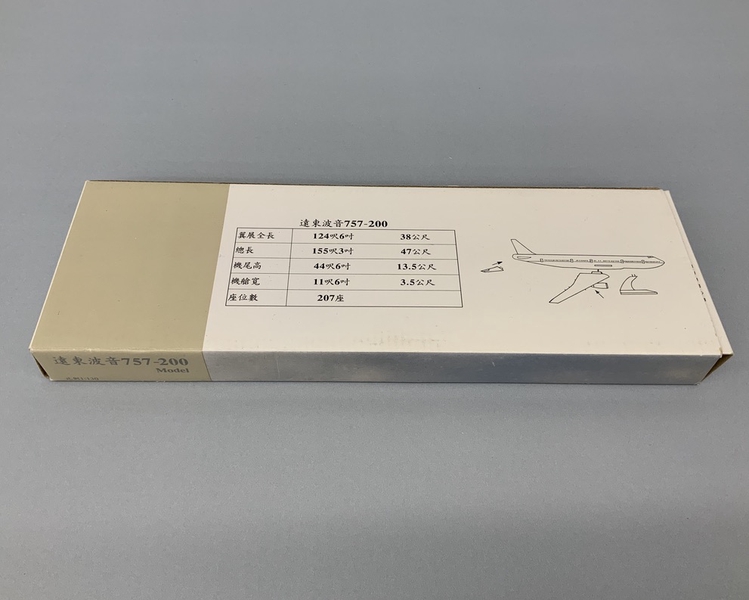 遠東波音757-200
翼展全長 124呎6吋 38公尺
總長 155呎3吋 47公尺
機尾高 44呎6吋 13.5公尺
機艙寬 11呎6吋 3.5公尺
座位數 207座
遠東波音757-200
Model